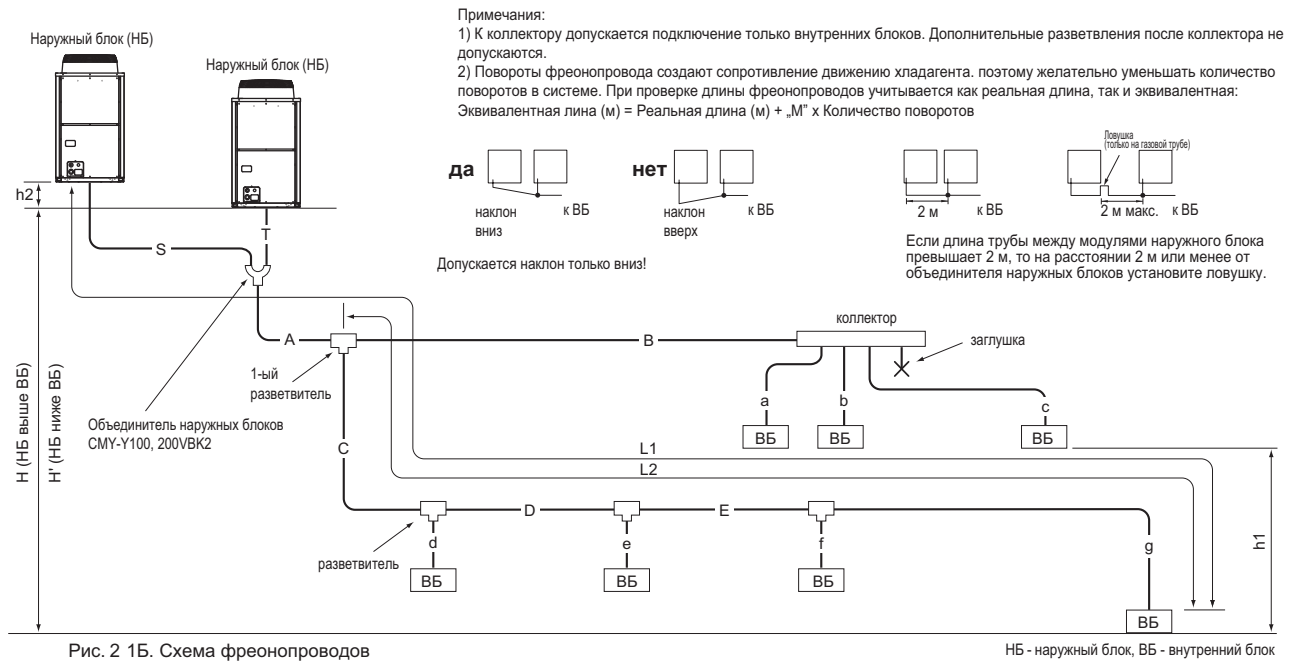 Примечания:
1) К коллектору допускается подключение только внутренних блоков. Дополнительные разветвления после коллектора не
допускаются.
2) Повороты фреонопровода создают сопротивление движению хладагента. поэтому желательно уменьшать количество
поворотов в системе. При проверке длины фреонопроводов учитывается как реальная длина, так и эквивалентная:
Эквивалентная лина (м) = Реальная длина (м) + „М" x Количество поворотов
Наружный блок (НБ)
Наружный блок (НБ)
да
наклон
вниз
к ВБ
нет
наклон
вверх
к ВБ
Допускается наклон только вниз!
2 м
к ВБ
Ловушка
(только на газовой трубе)
2 м макс.
к ВБ
Если длина трубы между модулями наружного блока
превышает 2 м, то на расстоянии 2 м или менее от
объединителя наружных блоков установите ловушку.
h2
S
T
A
B
коллектор
заглушка
1-ый
разветвитель
Объединитель наружных блоков
CMY-Y100, 200VBK2
a
b
c
ВБ
ВБ
ВБ
H (НБ выше ВБ)
H' (НБ ниже ВБ)
C
L1
L2
D
E
d
e
f
g
h1
разветвитель
ВБ
ВБ
ВБ
ВБ
Рис. 2 1Б. Схема фреонопроводов
НБ - наружный блок, ВБ - внутренний блок